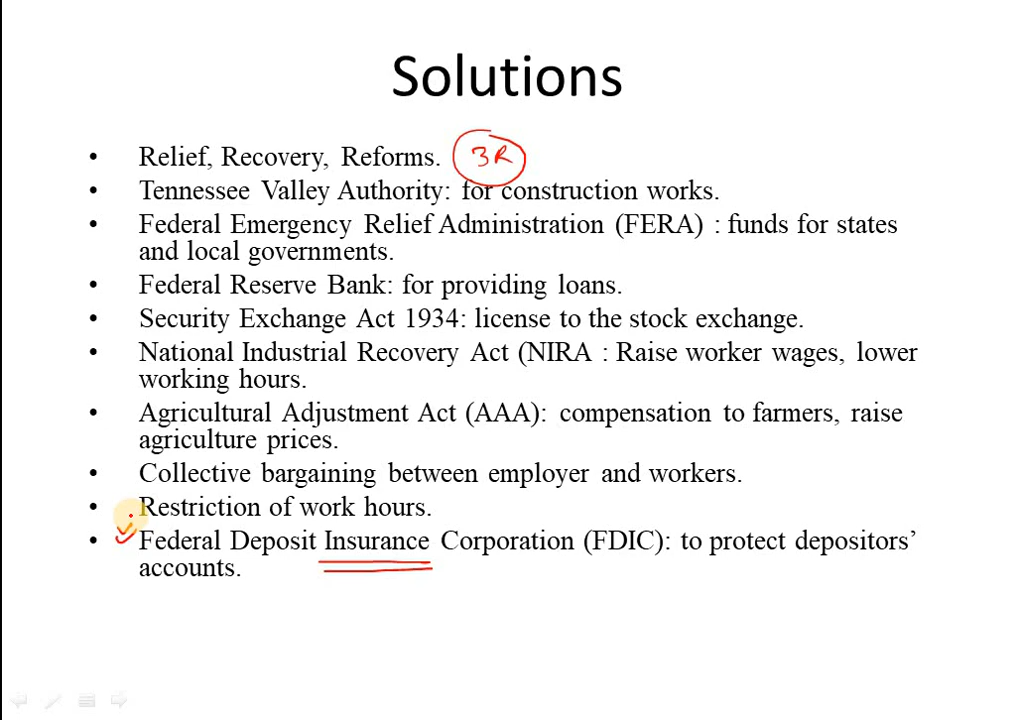 Solutions
• Relief, Recovery, Reforms. 3R
• Tennessee Valley Authority: for construction works.
• Federal Emergency Relief Administration (FERA) : funds for states
and local governments.
• Federal Reserve Bank: for providing loans.
• Security Exchange Act 1934: license to the stock exchange.
• National Industrial Recovery Act (NIRA : Raise worker wages, lower
working hours.
• Agricultural Adjustment Act (AAA): compensation to farmers, raise
agriculture prices.
• Collective bargaining between employer and workers.
• Restriction of work hours.
• Federal Deposit Insurance Corporation (FDIC): to protect depositors’
accounts.